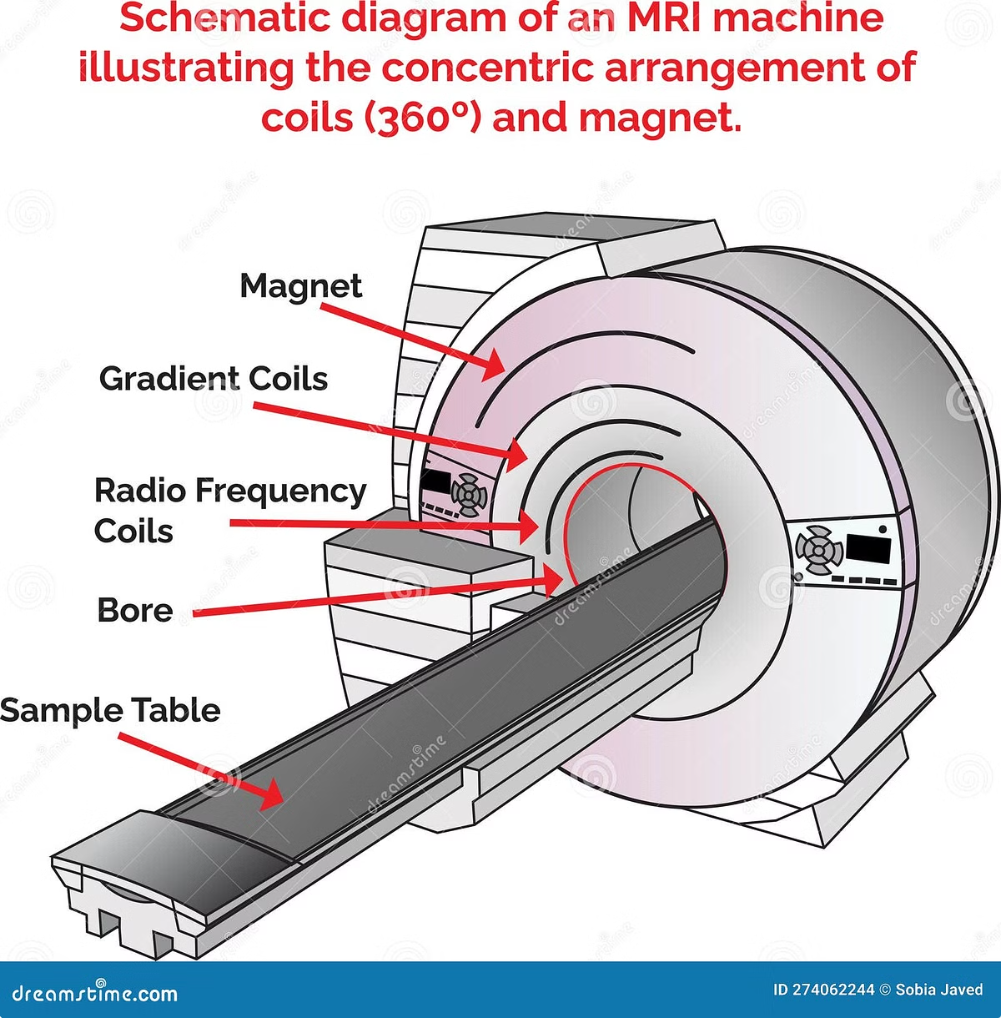 Schematic diagram of an MRI machine
illustrating the concentric arrangement of
coils (360º) and magnet.
Magnet
Gradient Coils
Radio Frequency
Coils
Bore
Sample Table
dreamstime.com
ID 274062244 © Sobia Javed